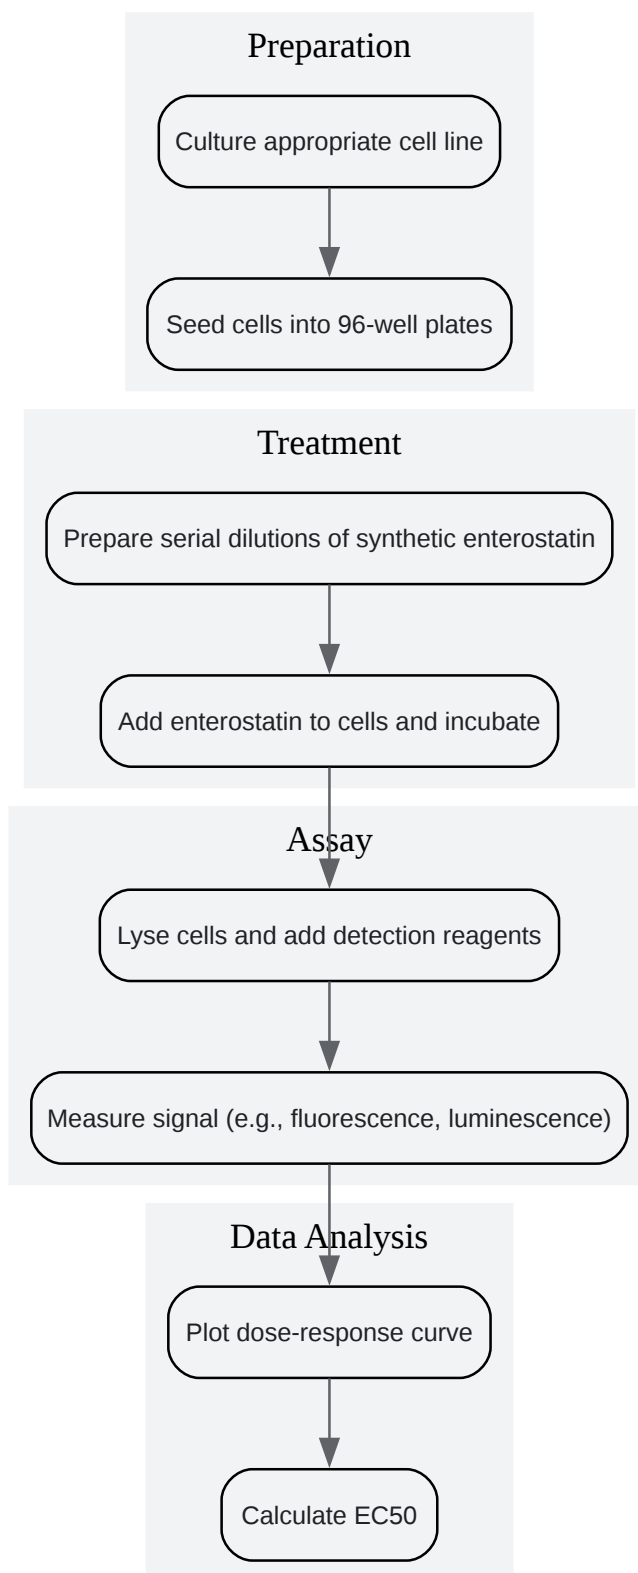 Preparation
Culture appropriate cell line
Seed cells into 96-well plates
Treatment
Prepare serial dilutions of synthetic enterostatin
Add enterostatin to cells and incubate
Assay
Lyse cells and add detection reagents
Measure signal (e.g., fluorescence, luminescence)
Data Analysis
Plot dose-response curve
Calculate EC50